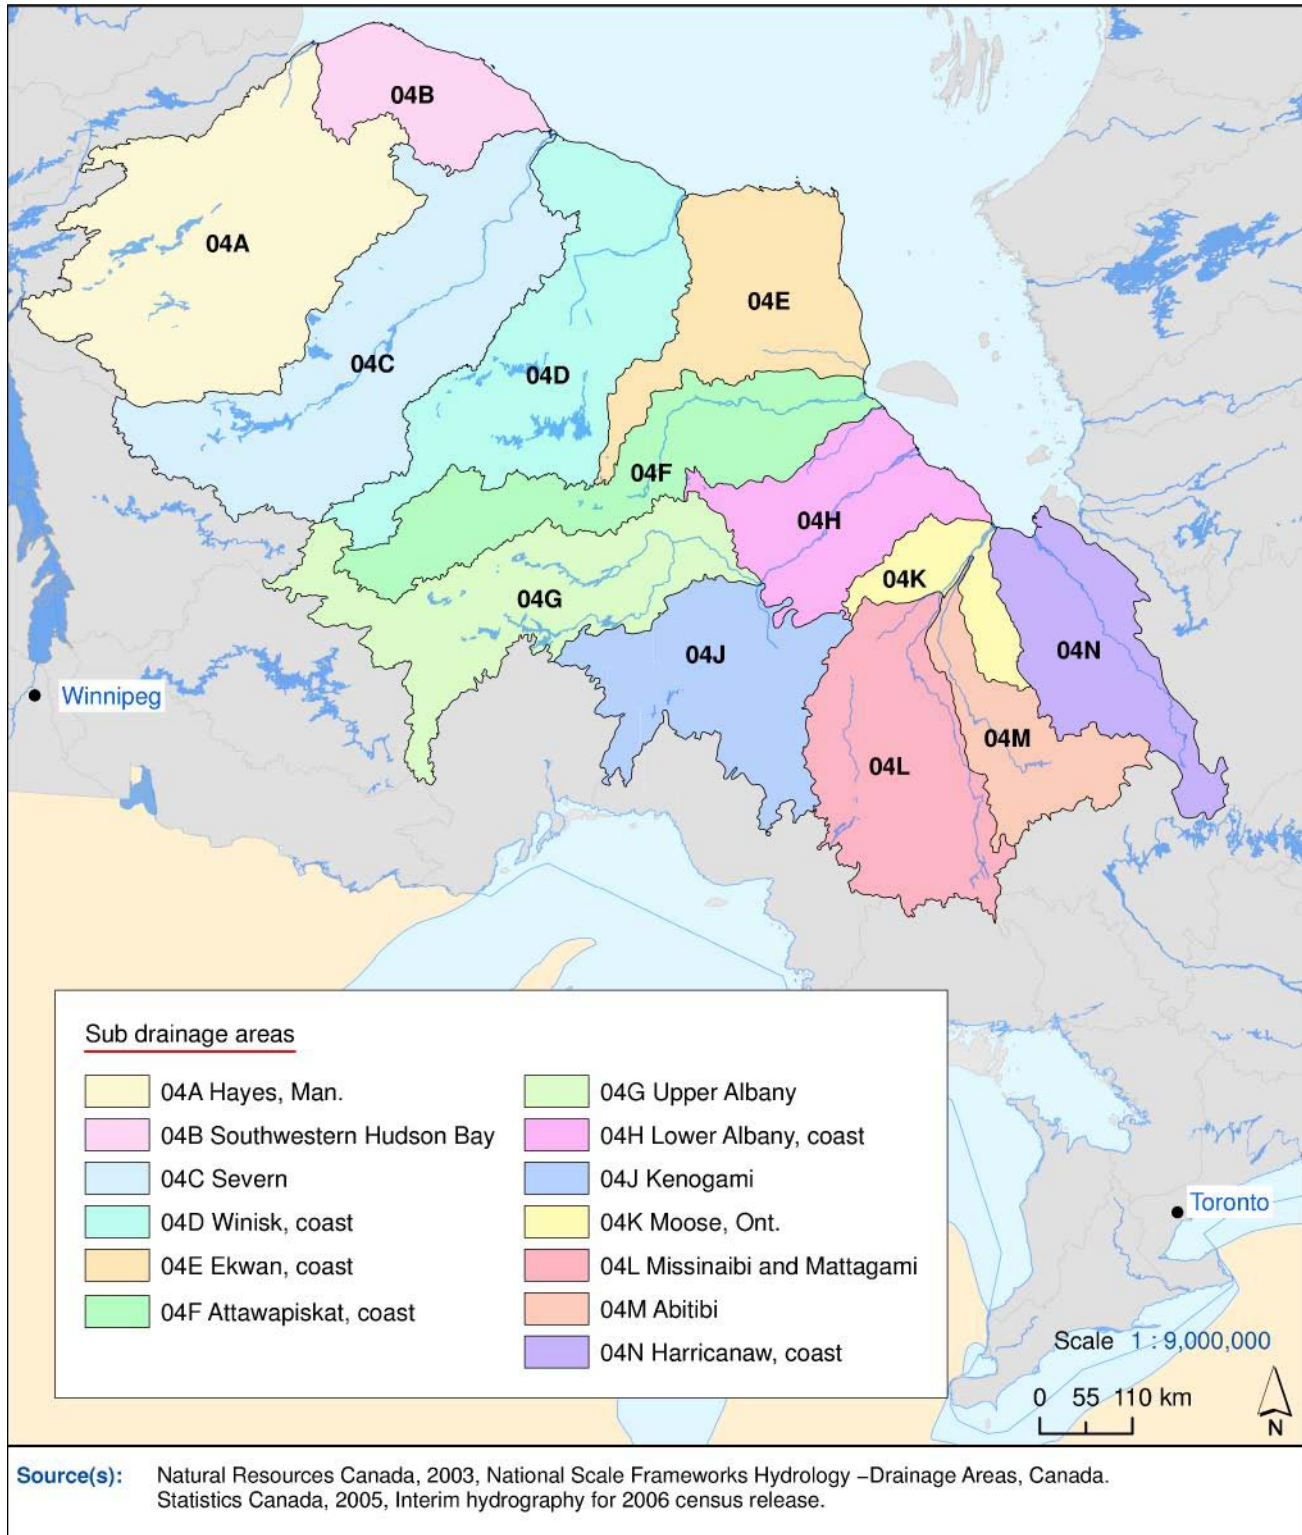 04B
04A
04E
04C
04D
04F
04H
04K
04G
04J
04N
Winnipeg
04M
04L
Sub drainage areas
04A Hayes, Man.
04B Southwestern Hudson Bay
04C Severn
04D Winisk, coast
04E Ekwan, coast
04F Attawapiskat, coast
04G Upper Albany
04H Lower Albany, coast
04J Kenogami
04K Moose, Ont.
04L Missinaibi and Mattagami
04M Abitibi
04N Harricanaw, coast
Toronto
Scale 1 : 9,000,000
0 55 110 km
N
Source(s): Natural Resources Canada, 2003, National Scale Frameworks Hydrology –Drainage Areas, Canada.
Statistics Canada, 2005, Interim hydrography for 2006 census release.